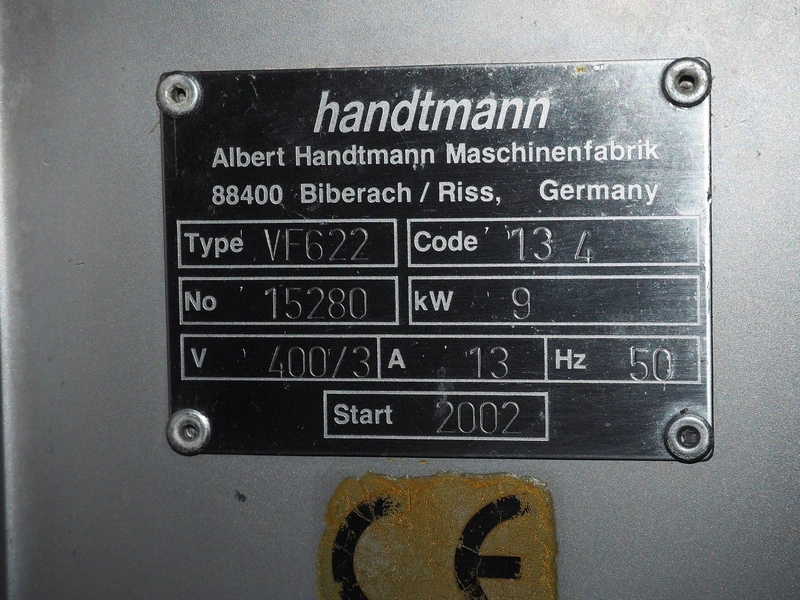 handtmann
Albert Handtmann Maschinenfabrik
88400 Biberach / Riss, Germany
Type VF622 Code 13 4
No 15280 kW 9
V 400/3 A 13 Hz 50
Start 2002
CE